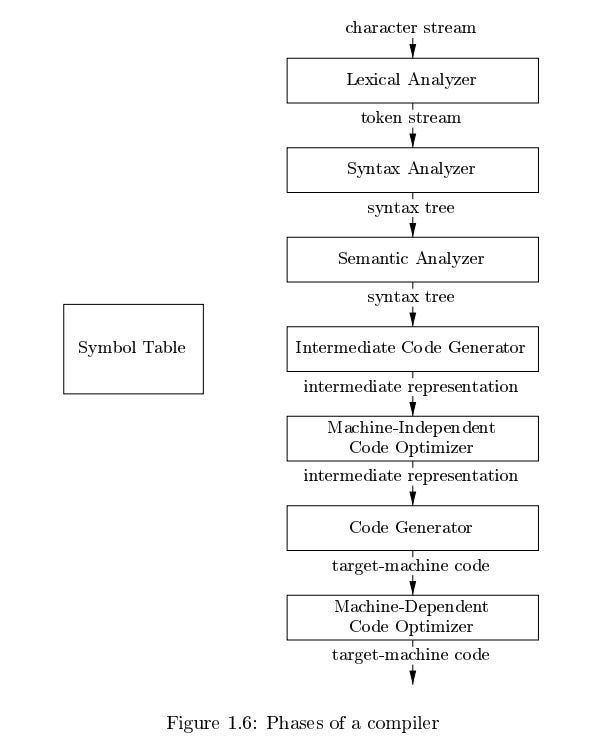 character stream
Lexical Analyzer
token stream
Syntax Analyzer
syntax tree
Semantic Analyzer
syntax tree
Symbol Table
Intermediate Code Generator
intermediate representation
Machine-Independent
Code Optimizer
intermediate representation
Code Generator
target-machine code
Machine-Dependent
Code Optimizer
target-machine code
Figure 1.6: Phases of a compiler